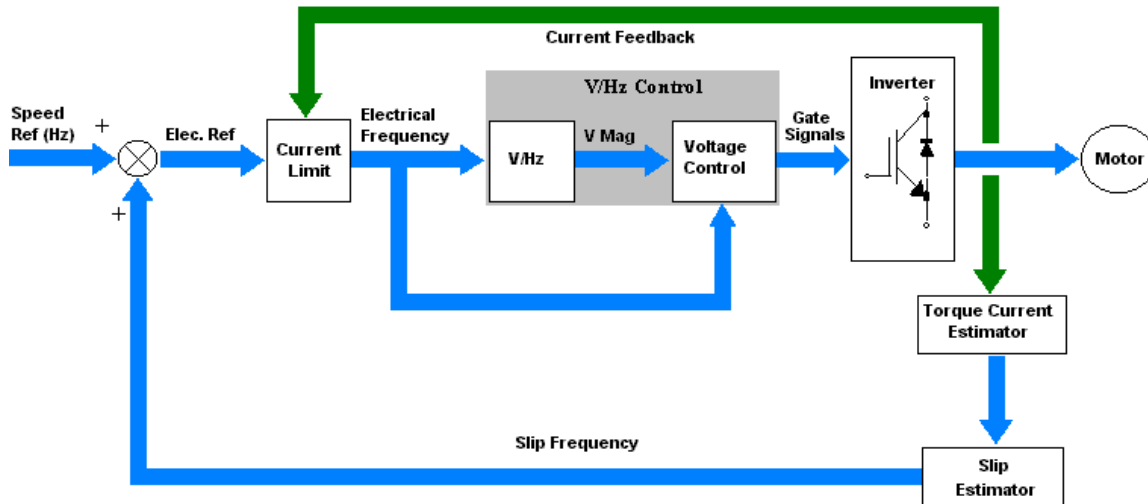 Current Feedback
V/Hz Control
Inverter
Speed
Ref (Hz)
+
Elec. Ref
Electrical
Frequency
V Mag
Gate
Signals
Current
Limit
V/Hz
Voltage
Control
Motor
+
Torque Current
Estimator
Slip Frequency
Slip
Estimator